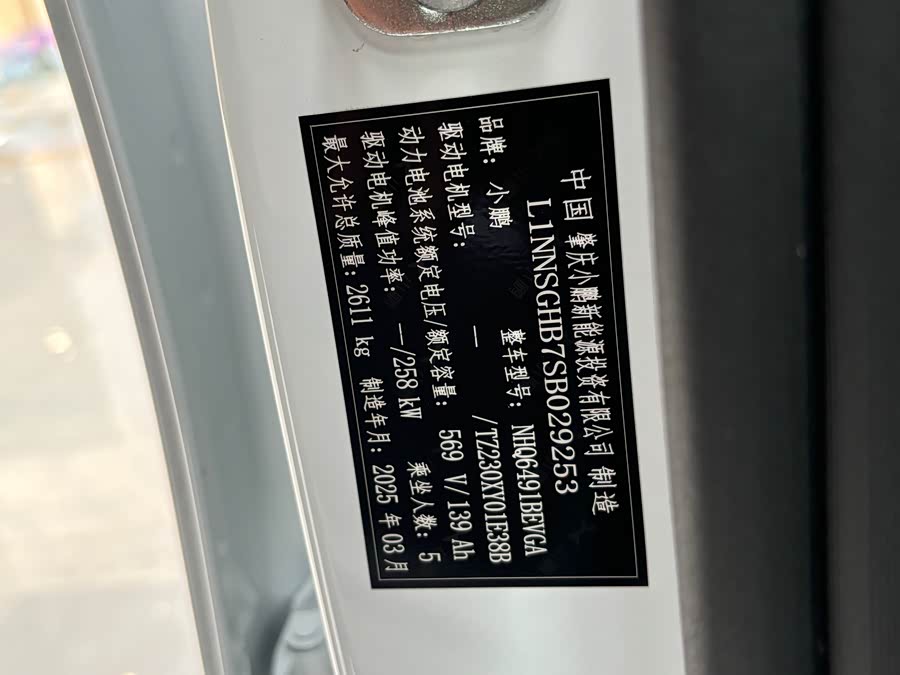 中国 肇庆小鹏新能源投资有限公司 制造
L1NNSGHB7SB029253
品牌： 小鹏 整车型号： NHQ6491BEVGA
驱动电机型号： — /TZ230XY01E38B
动力电池系统额定电压/额定容量： 569 V/139 Ah
驱动电机峰值功率： —/258 kW 乘坐人数： 5
最大允许总质量： 2611 kg 制造年月： 2025 年 03 月